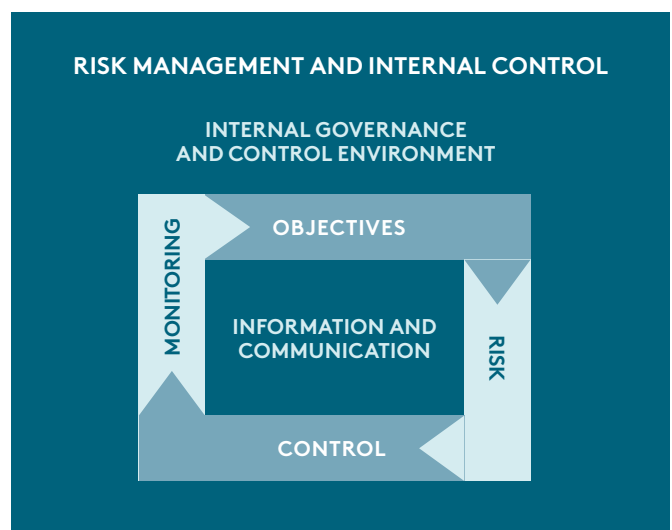 RISK MANAGEMENT AND INTERNAL CONTROL
INTERNAL GOVERNANCE
AND CONTROL ENVIRONMENT
OBJECTIVES
MONITORING
INFORMATION AND
COMMUNICATION
RISK
CONTROL